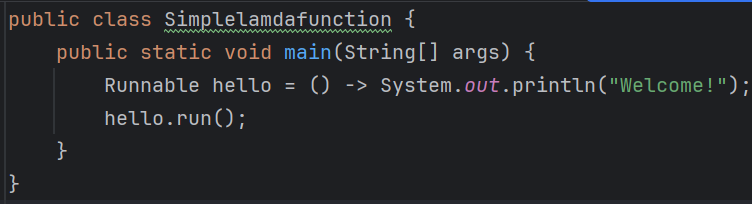 public class Simplelamdafunction {
    public static void main(String[] args) {
        Runnable hello = () -> System.out.println("Welcome!");
        hello.run();
    }
}